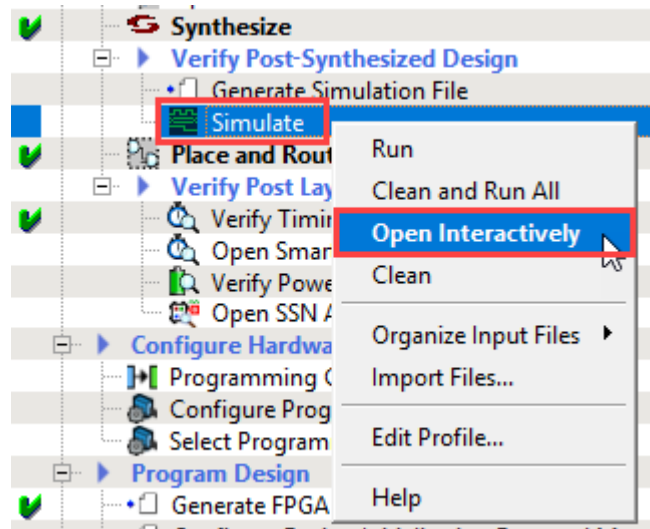 Synthesize
Verify Post-Synthesized Design
Generate Simulation File
Simulate
Place and Rout
Verify Post Lay
Verify Timin
Open Smar
Verify Powe
Open SSN A
Configure Hardwa
Programming
Configure Prog
Select Program
Program Design
Generate FPGA
Run
Clean and Run All
Open Interactively
Clean
Organize Input Files
Import Files...
Edit Profile...
Help